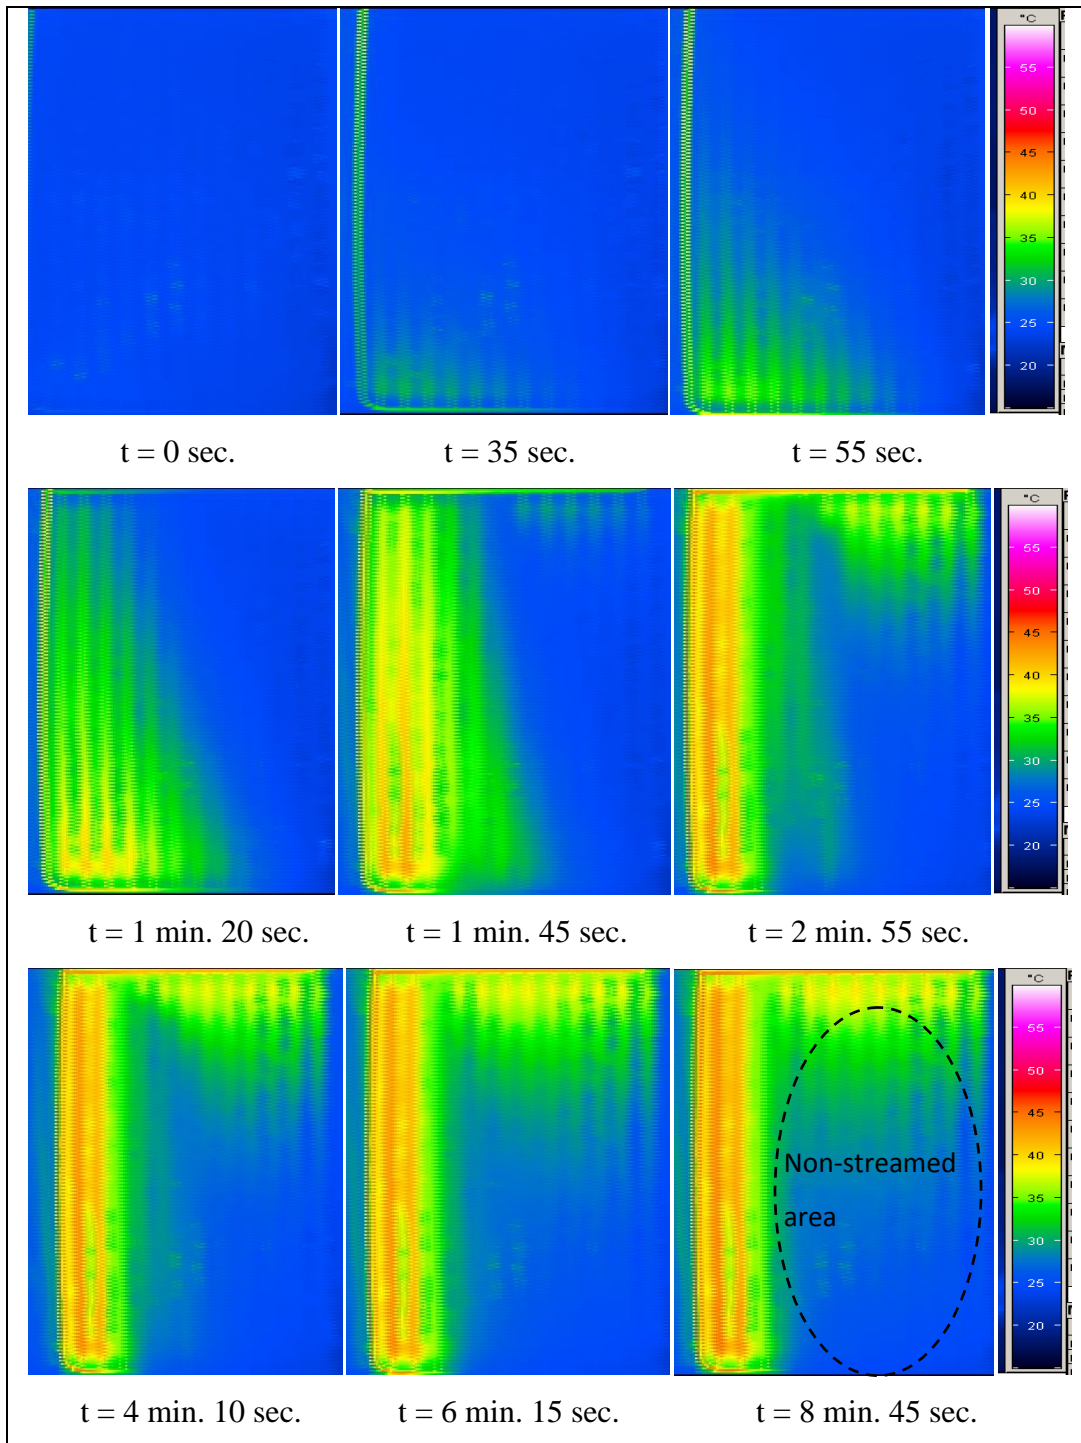 °C
55
50
45
40
35
30
25
20
t = 0 sec.
t = 35 sec.
t = 55 sec.
°C
55
50
45
40
35
30
25
20
t = 1 min. 20 sec.
t = 1 min. 45 sec.
t = 2 min. 55 sec.
°C
55
50
45
40
35
30
25
20
Non-streamed
area
t = 4 min. 10 sec.
t = 6 min. 15 sec.
t = 8 min. 45 sec.